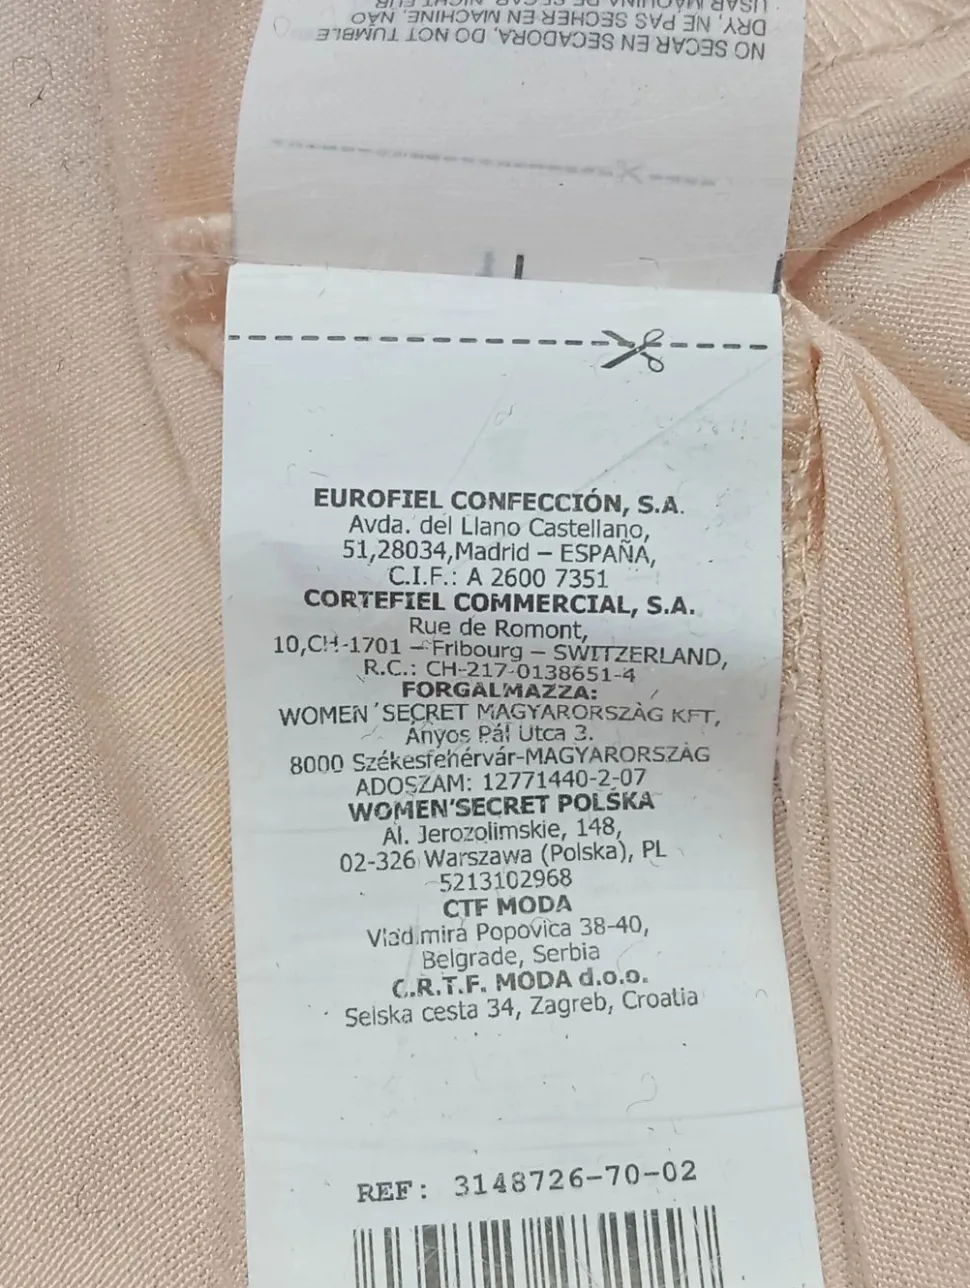 NO SECAR EN SECADORA, DO NOT TUMBLE
DRY, NE PAS SECHER EN MACHINE, NÃO
EUROFIEL CONFECCIÓN, S.A.
Avda. del Llano Castellano,
51,28034,Madrid – ESPAÑA,
C.I.F.: A 2600 7351
CORTEFIEL COMMERCIAL, S.A.
Rue de Romont,
10,CH-1701 – Fribourg – SWITZERLAND,
R.C.: CH-217-0138651-4
FORGALMAZZA:
WOMEN´SECRET MAGYARORSZÀG KFT,
Ányos Pál Utca 3.
8000 Székesfehérvár-MAGYARORSZÀG
ADOSZAM: 12771440-2-07
WOMEN'SECRET POLSKA
Al. Jerozolimskie, 148,
02-326 Warszawa (Polska), PL
5213102968
CTF MODA
Vladimira Popovica 38-40,
Belgrade, Serbia
C.R.T.F. MODA d.o.o.
Selska cesta 34, Zagreb, Croatia
REF: 3148726-70-02